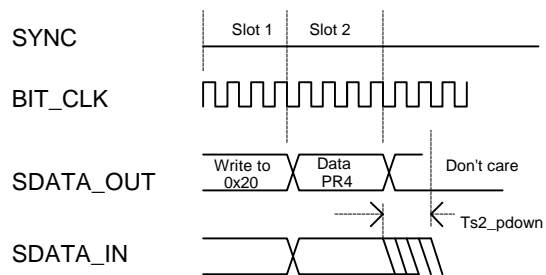 SYNC
Slot 1
Slot 2
BIT_CLK
SDATA_OUT
Write to
0x20
Data
PR4
Don't care
Ts2_pdown
SDATA_IN